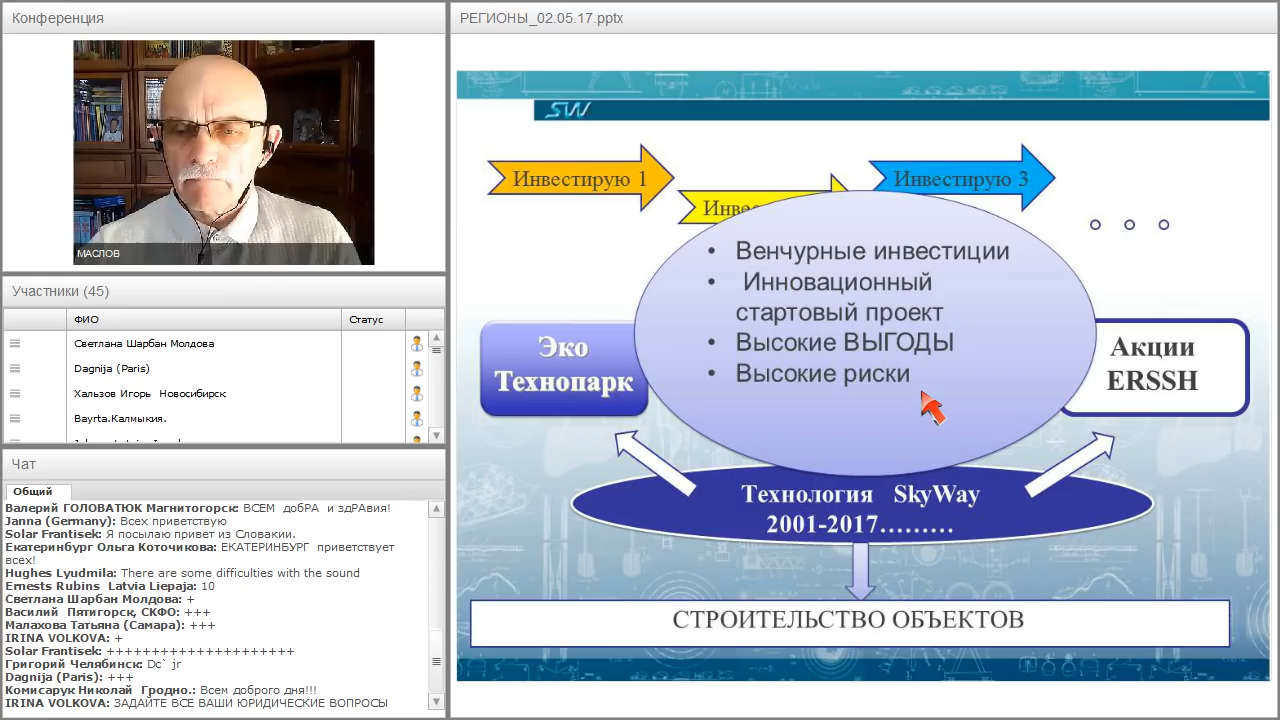 Конференция
МАСЛОВ
Участники (45)
ФИО
Статус
Светлана Шарбан Молдова
Dagnija (Paris)
Хальзов Игорь Новосибирск
Bayrta.Калмыкия.
Чат
Общий
Валерий ГОЛОВАТЮК Магнитогорск: ВСЕМ добрА и здРАвия!
Janna (Germany): Всех приветствую
Solar Frantisek: Я посылаю привет из Словакии.
Екатеринбург Ольга Коточикова: ЕКАТЕРИНБУРГ приветствует
всех!
Hughes Lyudmila: There are some difficulties with the sound
Ernests Rubins Latvia Liepaja: 10
Светлана Шарбан Молдова: +
Василий Пятигорск, СКФО: +++
Малахова Татьяна (Самара): +++
IRINA VOLKOVA: +
Solar Frantisek: +++++++++++++++++++++
Григорий Челябинск: Dc` jr
Dagnija (Paris): +++
Комисарук Николай Гродно.: Всем доброго дня!!!
IRINA VOLKOVA: ЗАДАЙТЕ ВСЕ ВАШИ ЮРИДИЧЕСКИЕ ВОПРОСЫ
РЕГИОНЫ_02.05.17.pptx
SW
Инвестирую 1
Инвестирую 3
• Венчурные инвестиции
• Инновационный
стартовый проект
• Высокие ВЫГОДЫ
• Высокие риски
Эко
Технопарк
Акции
ERSSH
Технология SkyWay
2001-2017.........
СТРОИТЕЛЬСТВО ОБЪЕКТОВ